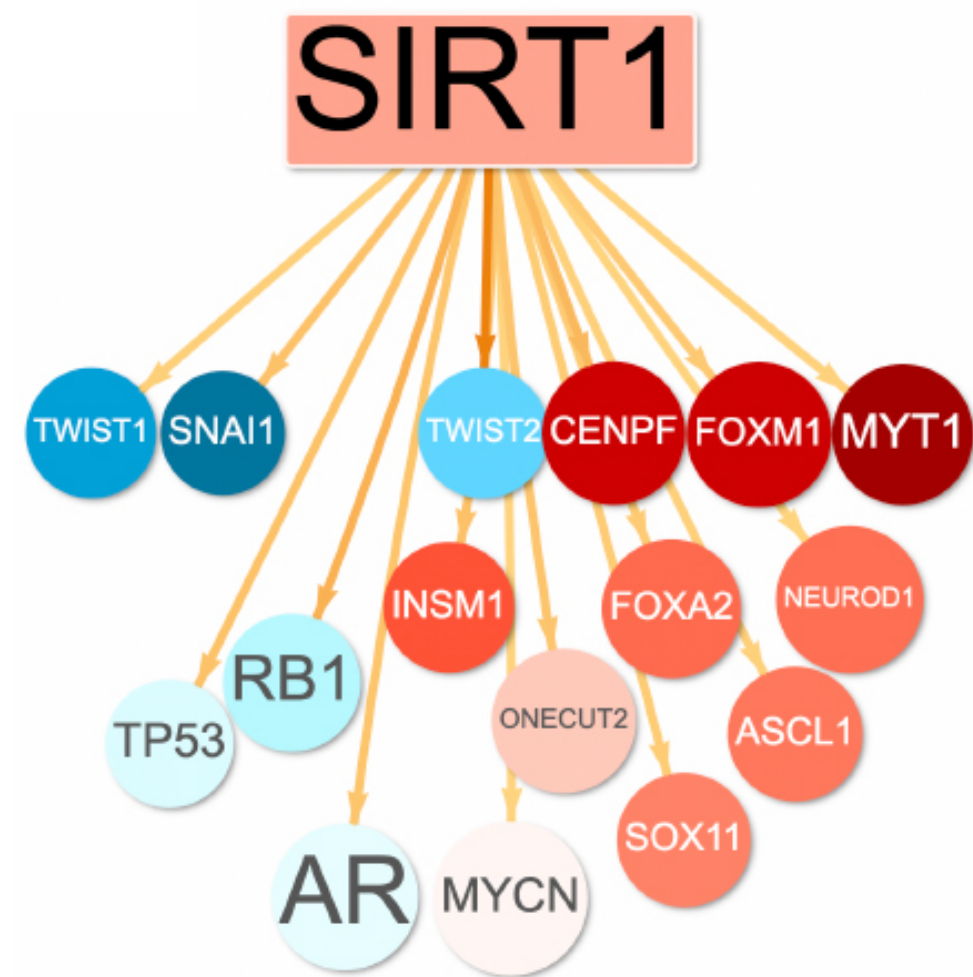 SIRT1
TWIST1
SNAI1
TWIST2
CENPF
FOXM1
MYT1
INSM1
FOXA2
NEUROD1
RB1
TP53
ONECUT2
ASCL1
SOX11
AR
MYCN